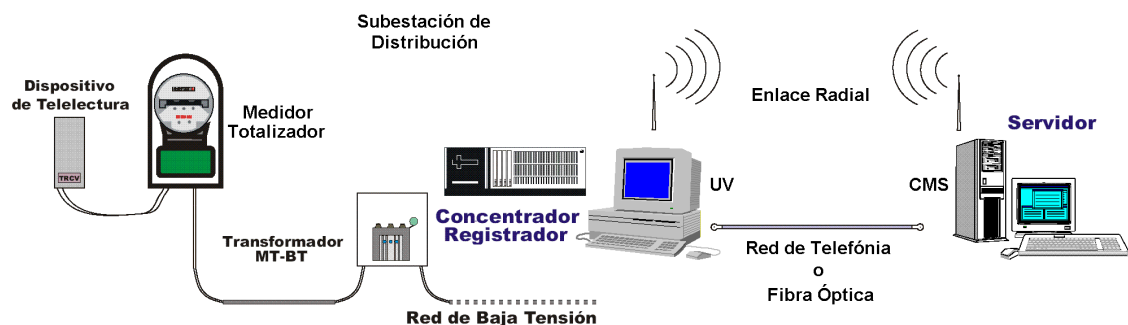 Subestación de
Distribución
Dispositivo
de Telelectura
Medidor
Totalizador
TRCV
Enlace Radial
Servidor
UV
CMS
Concentrador
Registrador
Transformador
MT-BT
Red de Telefónia
o
Fibra Óptica
Red de Baja Tensión